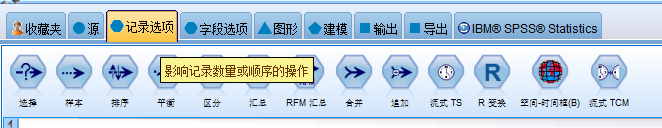 收藏夹 源 记录选项 字段选项 图形 建模 输出 导出 IBM® SPSS® Statistics
影响记录数量或顺序的操作
选择 样本 排序 平衡 区分 汇总 RFM 汇总 合并 追加 流式 TS R 变换 空间-时间框(B) 流式 TCM